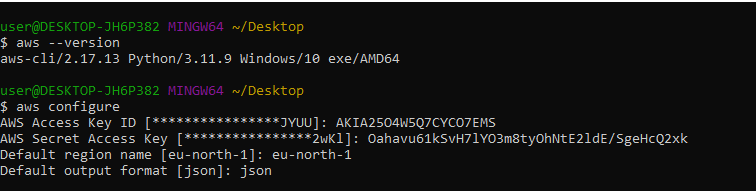 user@DESKTOP-JH6P382 MINGW64 ~/Desktop
$ aws --version
aws-cli/2.17.13 Python/3.11.9 Windows/10 exe/AMD64
user@DESKTOP-JH6P382 MINGW64 ~/Desktop
$ aws configure
AWS Access Key ID [****************JYUU]: AKIA25O4W5Q7CYCO7EMS
AWS Secret Access Key [****************2wKl]: 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
Default region name [eu-north-1]: eu-north-1
Default output format [json]: json